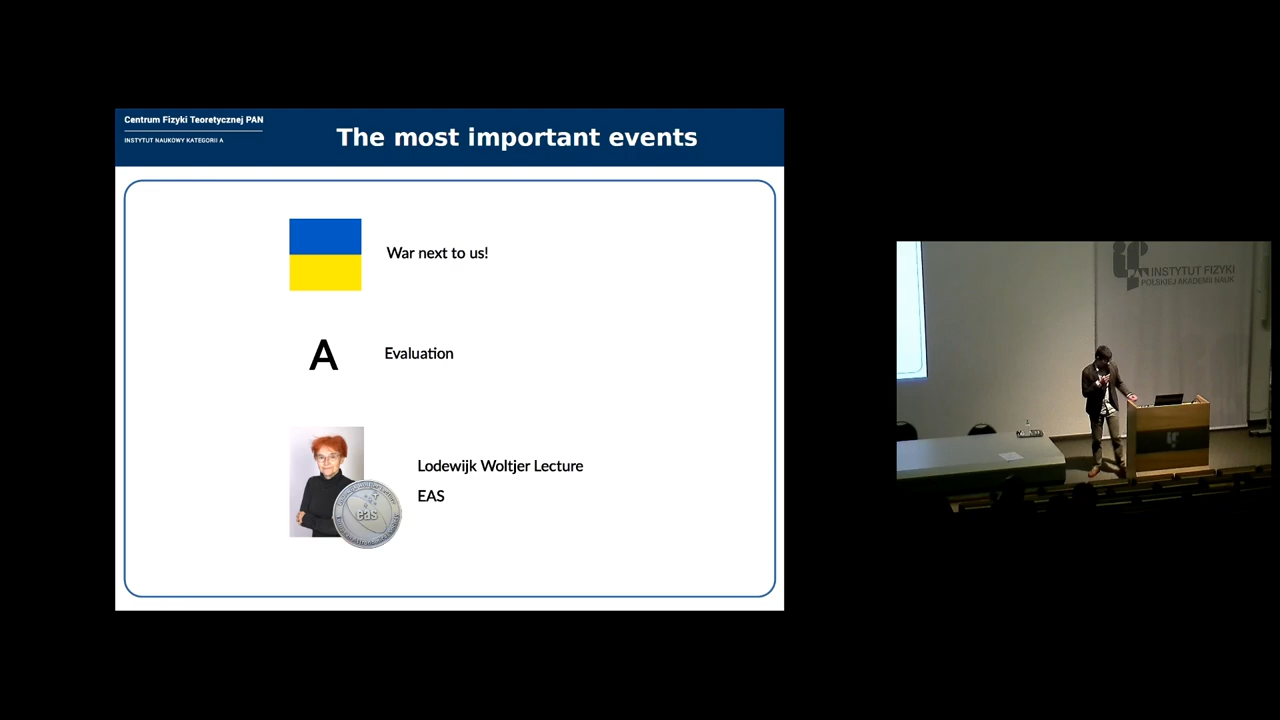 Centrum Fizyki Teoretycznej PAN
INSTYTUT NAUKOWY KATEGORII A
The most important events
War next to us!
A
Evaluation
Lodewijk Woltjer Lecture
EAS
eas
INSTYTUT FIZYKI
POLSKIEJ AKADEMII NAUK